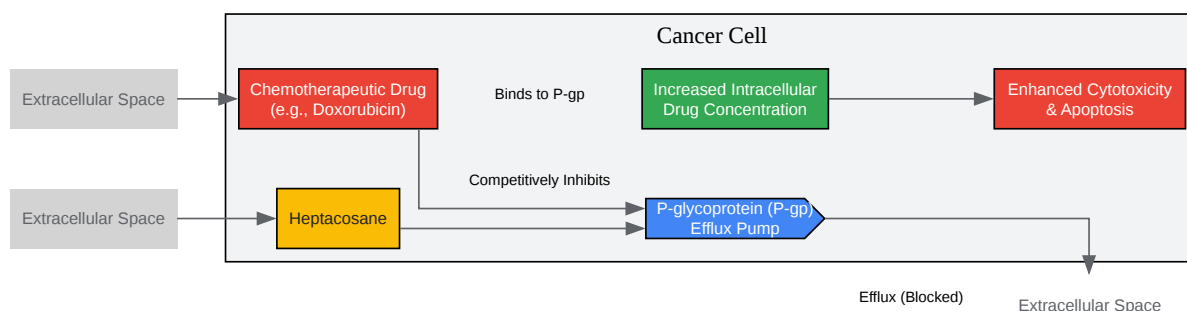 Cancer Cell
Extracellular Space
Chemotherapeutic Drug
(e.g., Doxorubicin)
Binds to P-gp
Increased Intracellular
Drug Concentration
Enhanced Cytotoxicity
& Apoptosis
Competitively Inhibits
Extracellular Space
Heptacosane
P-glycoprotein (P-gp)
Efflux Pump
Efflux (Blocked)
Extracellular Space